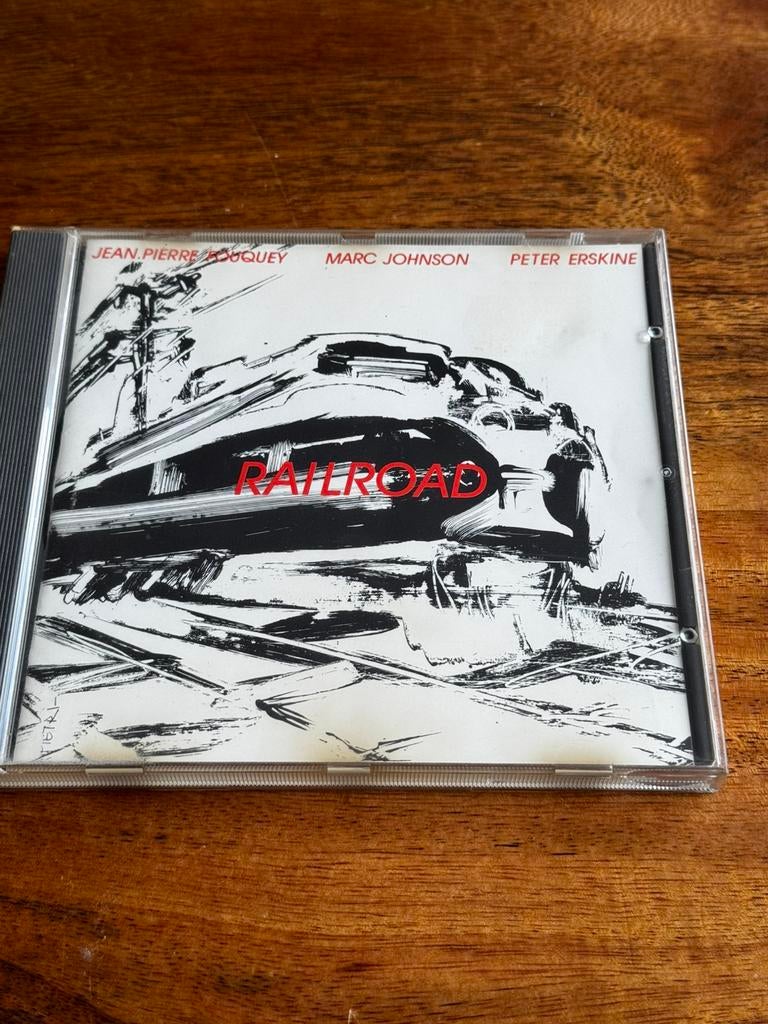 JEAN.PIERRE FOUQUEY MARC JOHNSON PETER ERSKINE
RAILROAD